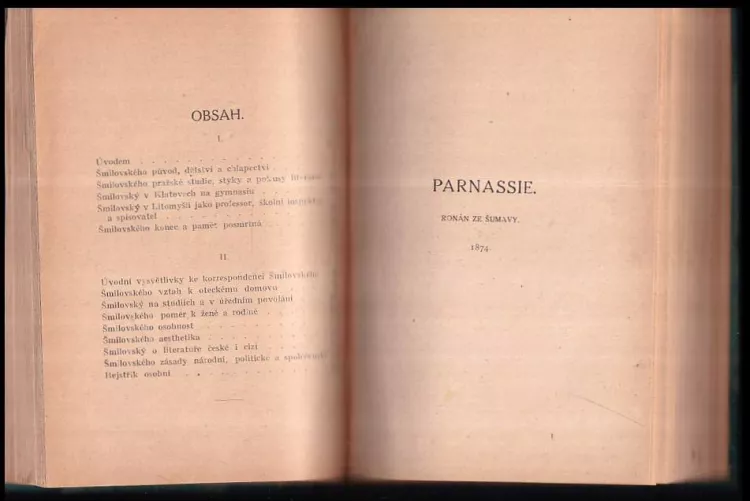 OBSAH.
I.
Úvodem
Šmilovského původ, dětství a chlapectví
Šmilovského pražské studie, styky a pokusy
Šmilovský v Klatovech na gymnasiu
Šmilovský v Litomyšli jako professor, školní
a spisovatel
Šmilovského konec a paměť posmrtná
II.
Úvodní vysvětlivky ke korrespondenci Šmilovského
Šmilovského vztah k oteckému domovu
Šmilovský na studiích a v úředním povolání
Šmilovského poměr k ženě a rodině
Šmilovského osobnost
Šmilovského aesthetika
Šmilovský o literatuře české i cizí
Šmilovského zásady národní, politické a
Rejstřík osobní
PARNASSIE.
ROMÁN ZE ŠUMAVY.
1874.